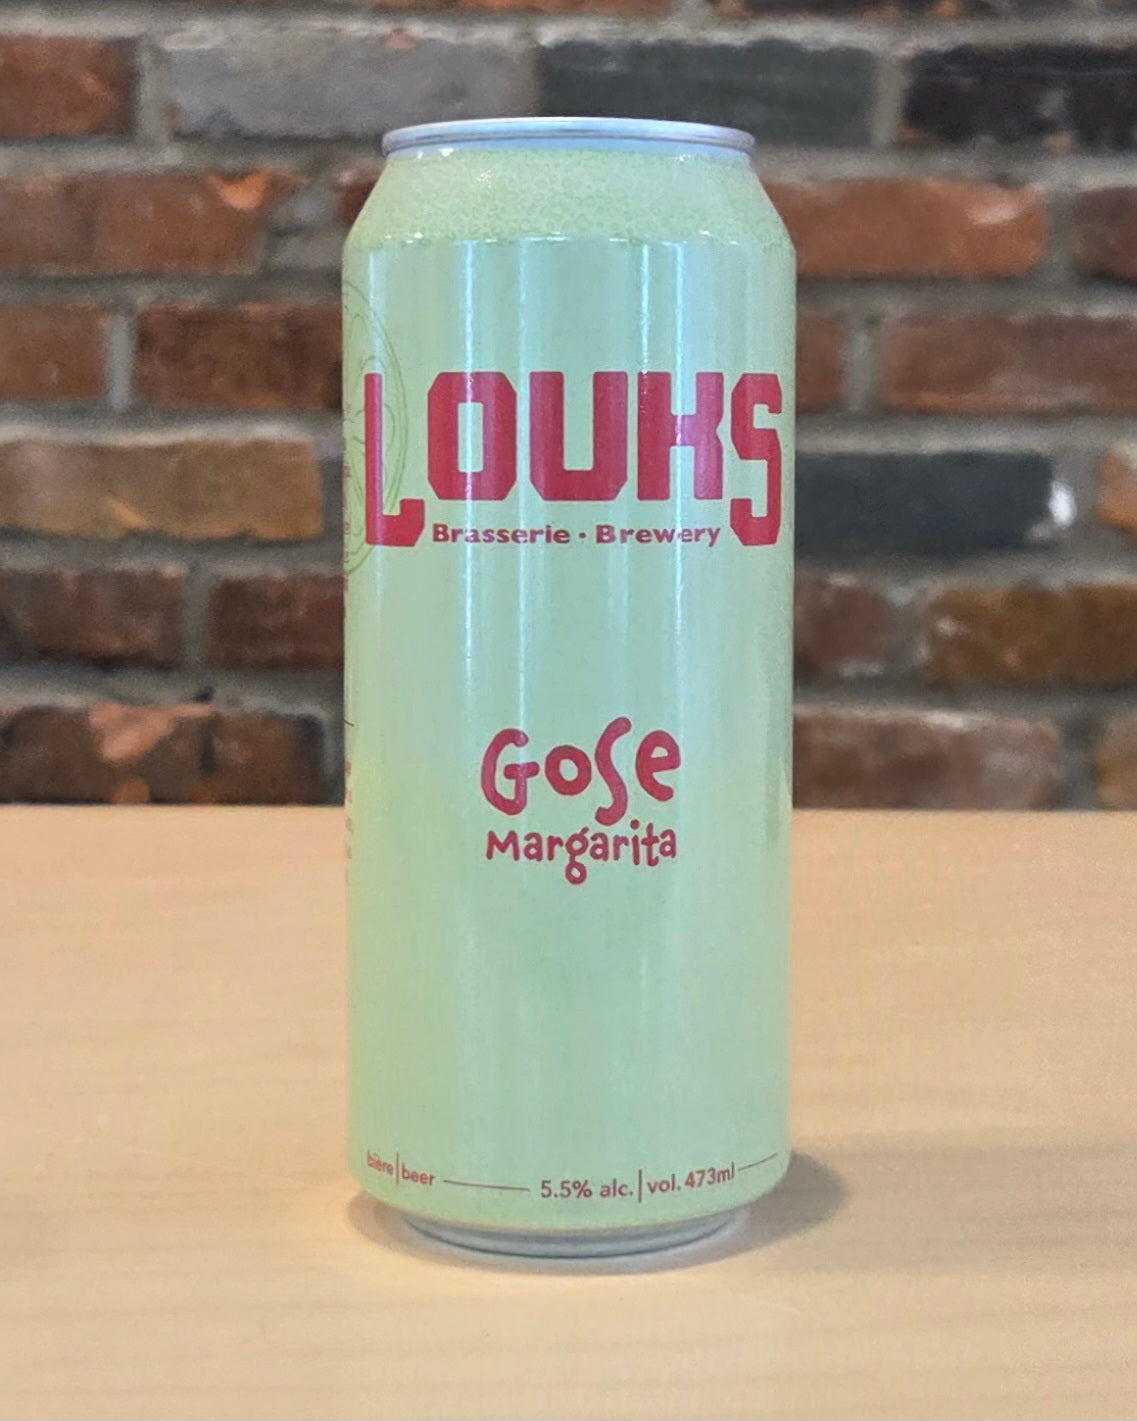 LOUKS
Brasserie · Brewery
Gose
Margarita
bière | beer
5.5% alc. | vol. 473ml